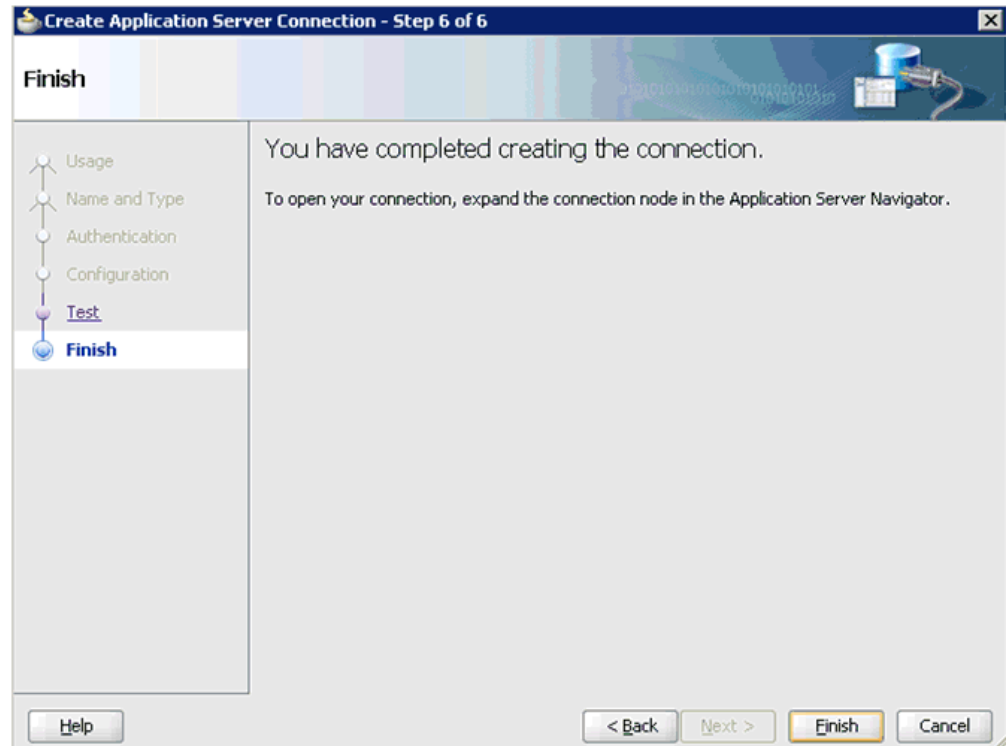 Create Application Server Connection - Step 6 of 6
Finish
Usage
Name and Type
Authentication
Configuration
Test
Finish
You have completed creating the connection.
To open your connection, expand the connection node in the Application Server Navigator.
Help
< Back
Next >
Finish
Cancel